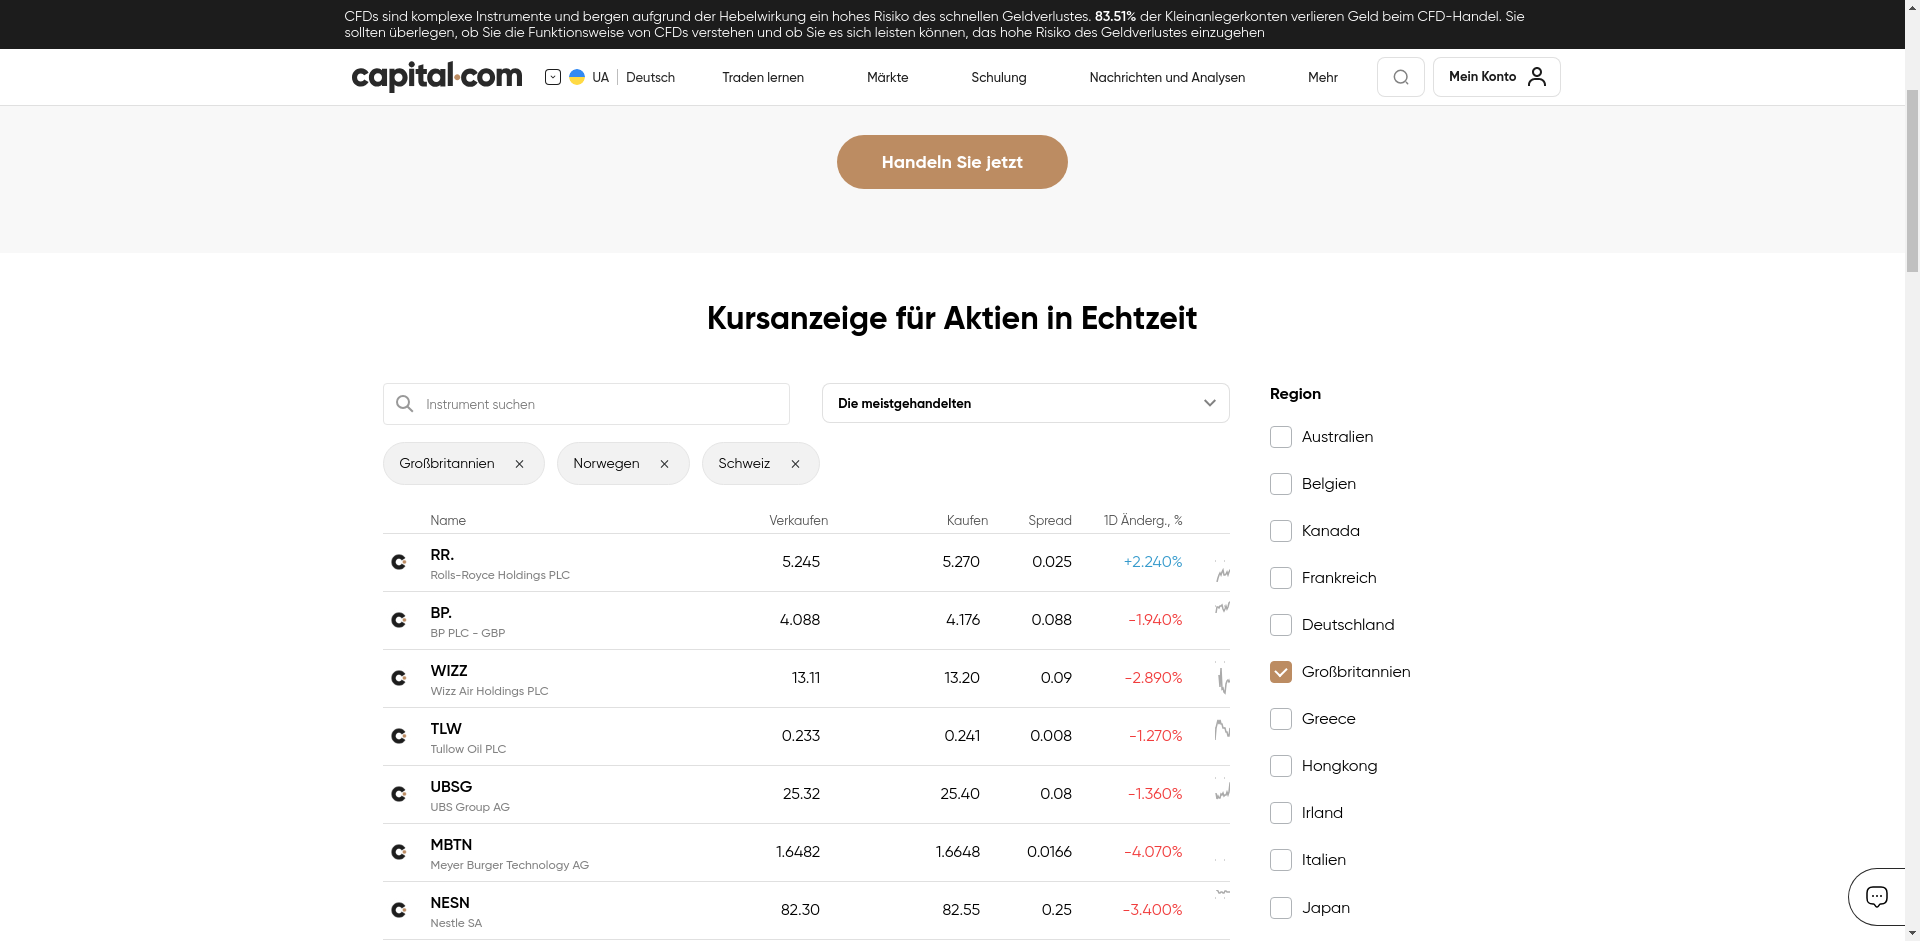 CFDs sind komplexe Instrumente und bergen aufgrund der Hebelwirkung ein hohes Risiko des schnellen Geldverlustes. 83.51% der Kleinanlegerkonten verlieren Geld beim CFD-Handel. Sie
sollten überlegen, ob Sie die Funktionsweise von CFDs verstehen und ob Sie es sich leisten können, das hohe Risiko des Geldverlustes einzugehen
capital.com UA Deutsch Traden lernen Märkte Schulung Nachrichten und Analysen Mehr Mein Konto
Handeln Sie jetzt
Kursanzeige für Aktien in Echtzeit
Instrument suchen
Die meistgehandelten
Großbritannien × Norwegen × Schweiz ×
Name Verkaufen Kaufen Spread 1D Änderg., %
RR. 5.245 5.270 0.025 +2.240%
Rolls-Royce Holdings PLC
BP. 4.088 4.176 0.088 -1.940%
BP PLC - GBP
WIZZ 13.11 13.20 0.09 -2.890%
Wizz Air Holdings PLC
TLW 0.233 0.241 0.008 -1.270%
Tullow Oil PLC
UBSG 25.32 25.40 0.08 -1.360%
UBS Group AG
MBTN 1.6482 1.6648 0.0166 -4.070%
Meyer Burger Technology AG
NESN 82.30 82.55 0.25 -3.400%
Nestle SA
Region
Australien
Belgien
Kanada
Frankreich
Deutschland
Großbritannien
Greece
Hongkong
Irland
Italien
Japan